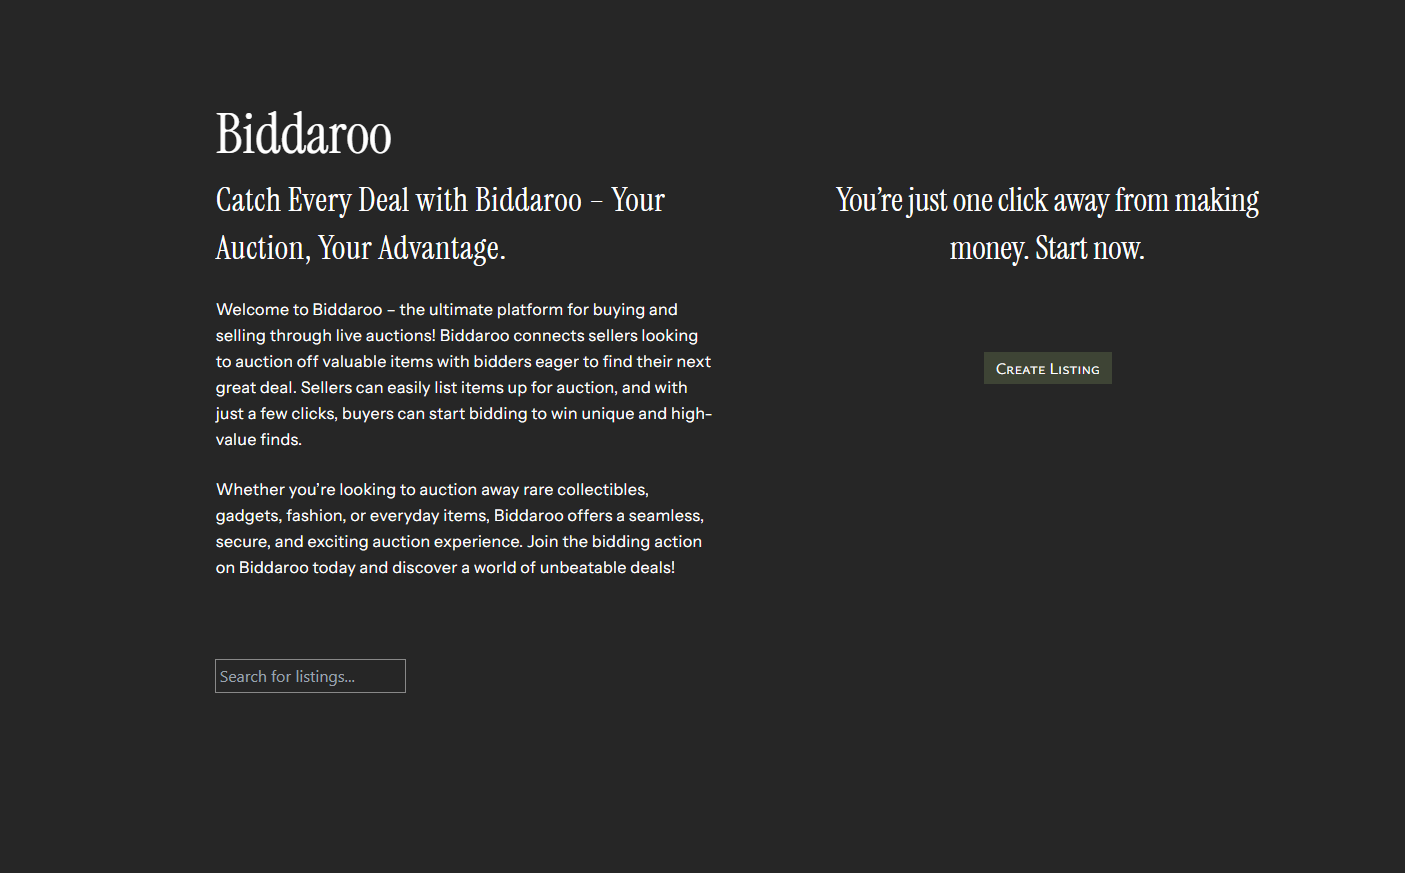 Biddaroo
Catch Every Deal with Biddaroo – Your
Auction, Your Advantage.
Welcome to Biddaroo – the ultimate platform for buying and
selling through live auctions! Biddaroo connects sellers looking
to auction off valuable items with bidders eager to find their next
great deal. Sellers can easily list items up for auction, and with
just a few clicks, buyers can start bidding to win unique and high-
value finds.
Whether you’re looking to auction away rare collectibles,
gadgets, fashion, or everyday items, Biddaroo offers a seamless,
secure, and exciting auction experience. Join the bidding action
on Biddaroo today and discover a world of unbeatable deals!
Search for listings...
You’re just one click away from making
money. Start now.
Create Listing